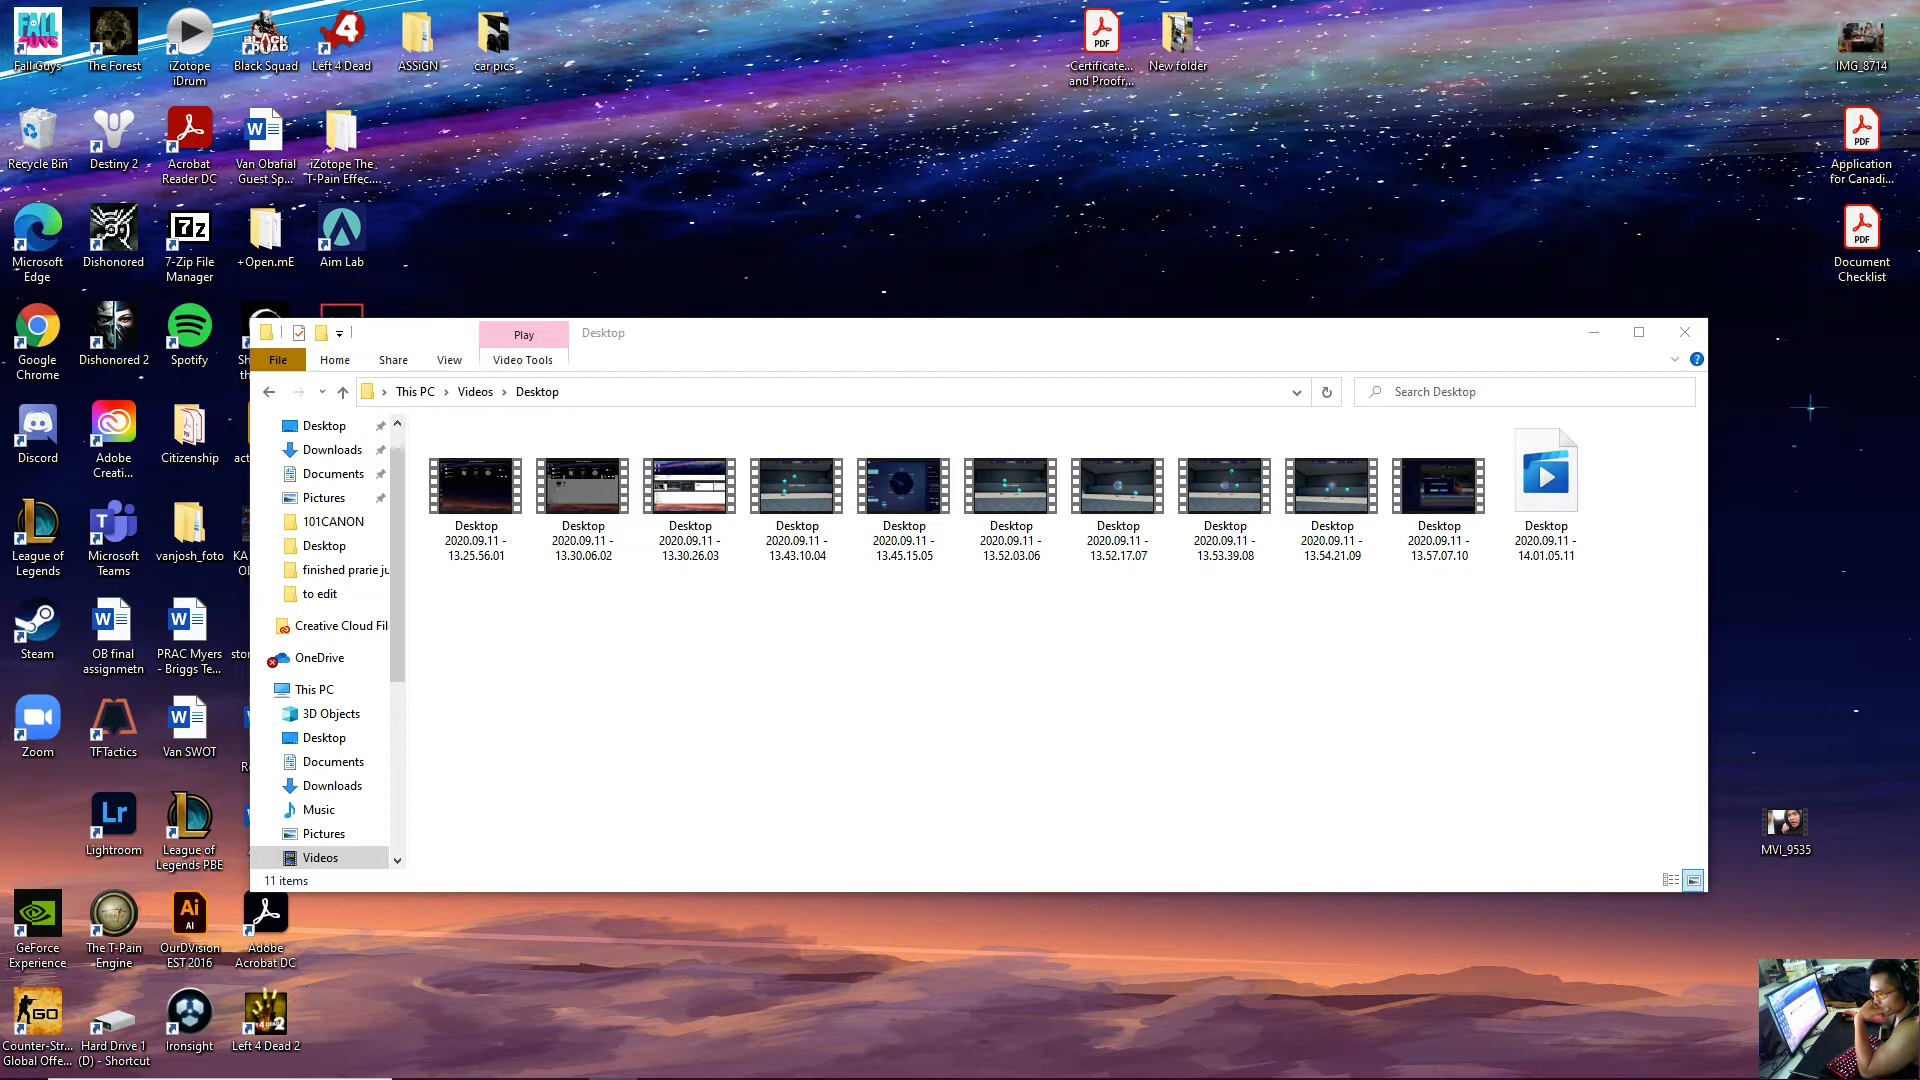 Fall Guys
The Forest
iZotope
iDrum
Black Squad
Left 4 Dead
ASSiGN
car pics
Certificate...
and Proofr...
New folder
IMG_8714
Recycle Bin
Destiny 2
Acrobat
Reader DC
Van Obafial
Guest Sp...
iZotope The
T-Pain Effec...
Application
for Canadi...
Microsoft
Edge
Dishonored
7-Zip File
Manager
+Open.mE
Aim Lab
Document
Checklist
Google
Chrome
Dishonored 2
Spotify
Play
Desktop
File
Home
Share
View
Video Tools
This PC
Videos
Desktop
Search Desktop
Discord
Adobe
Creati...
Citizenship
League of
Legends
Microsoft
Teams
vanjosh_foto
Steam
OB final
assignmetn
PRAC Myers
- Briggs Te...
Zoom
TFTactics
Van SWOT
Lightroom
League of
Legends PBE
Desktop
Downloads
Documents
Pictures
101CANON
Desktop
finished prarie ju
to edit
Creative Cloud Fil
OneDrive
This PC
3D Objects
Desktop
Documents
Downloads
Music
Pictures
Videos
Desktop
2020.09.11 -
13.25.56.01
Desktop
2020.09.11 -
13.30.06.02
Desktop
2020.09.11 -
13.30.26.03
Desktop
2020.09.11 -
13.43.10.04
Desktop
2020.09.11 -
13.45.15.05
Desktop
2020.09.11 -
13.52.03.06
Desktop
2020.09.11 -
13.52.17.07
Desktop
2020.09.11 -
13.53.39.08
Desktop
2020.09.11 -
13.54.21.09
Desktop
2020.09.11 -
13.57.07.10
Desktop
2020.09.11 -
14.01.05.11
11 items
MVI_9535
GeForce
Experience
The T-Pain
Engine
OurDVision
EST 2016
Adobe
Acrobat DC
Counter-Str...
Global Offe...
Hard Drive 1
(D) - Shortcut
Ironsight
Left 4 Dead 2